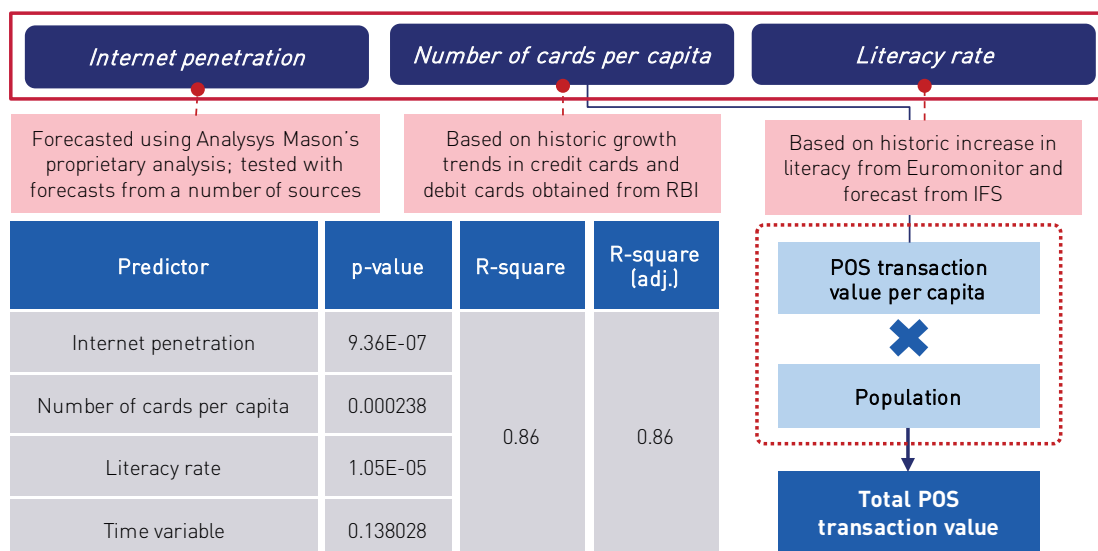 Internet penetration
Number of cards per capita
Literacy rate
Forecasted using Analysys Mason's
proprietary analysis; tested with
forecasts from a number of sources
Based on historic growth
trends in credit cards and
debit cards obtained from RBI
Based on historic increase in
literacy from Euromonitor and
forecast from IFS
Predictor
p-value
R-square
R-square
(adj.)
Internet penetration
9.36E-07
Number of cards per capita
0.000238
Literacy rate
1.05E-05
Time variable
0.138028
0.86
0.86
POS transaction
value per capita
Population
Total POS
transaction value